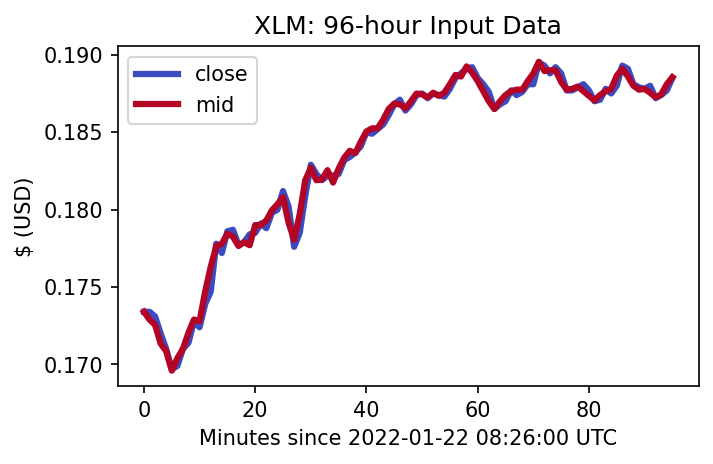 XLM: 96-hour Input Data
close
mid
$ (USD)
0.190
0.185
0.180
0.175
0.170
0 20 40 60 80
Minutes since 2022-01-22 08:26:00 UTC